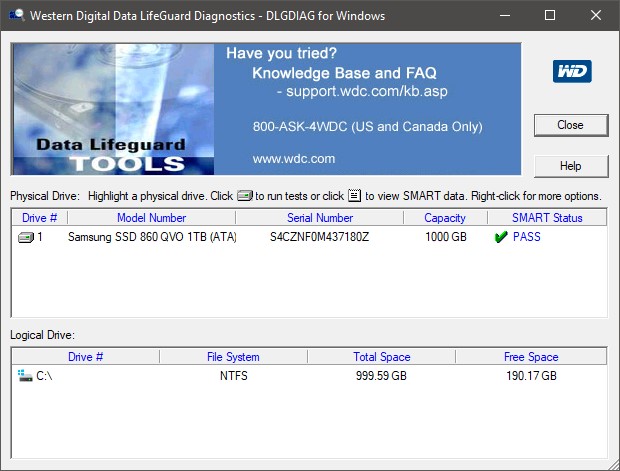 Western Digital Data LifeGuard Diagnostics - DLGDIAG for Windows
Have you tried?
Knowledge Base and FAQ
- support.wdc.com/kb.asp
800-ASK-4WDC (US and Canada Only)
www.wdc.com
Data Lifeguard
TOOLS
WD
Close
Help
Physical Drive: Highlight a physical drive. Click to run tests or click to view SMART data. Right-click for more options.
Drive # Model Number Serial Number Capacity SMART Status
1 Samsung SSD 860 QVO 1TB (ATA) S4CZNF0M437180Z 1000 GB PASS
Logical Drive:
Drive # File System Total Space Free Space
C:\ NTFS 999.59 GB 190.17 GB